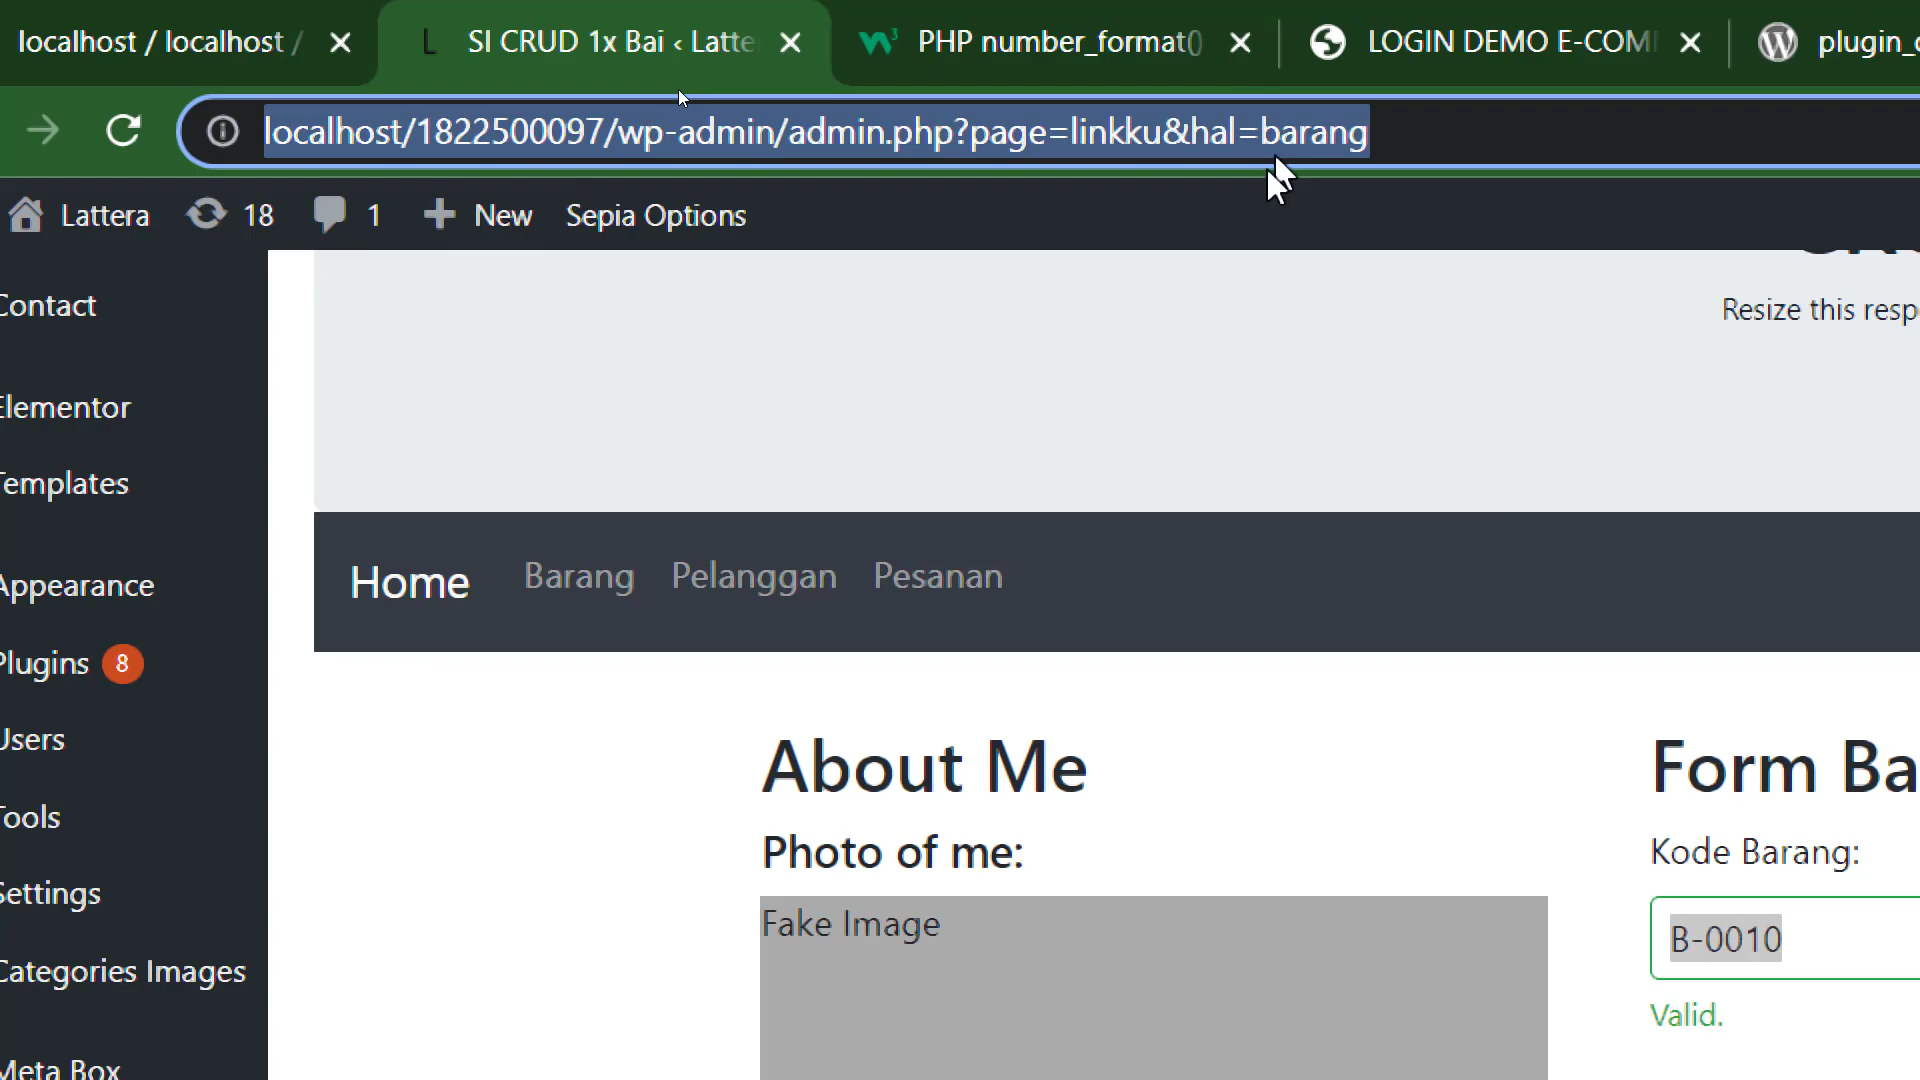 localhost / localhost /
SI CRUD 1x Bai ‹ Latte
PHP number_format()
LOGIN DEMO E-COM
plugin_
localhost/1822500097/wp-admin/admin.php?page=linkku&hal=barang
Lattera
18
1
New
Sepia Options
Resize this resp
Contact
Elementor
Templates
Appearance
Plugins 8
Users
Tools
Settings
Categories Images
Meta Box
Home
Barang
Pelanggan
Pesanan
About Me
Photo of me:
Fake Image
Form Ba
Kode Barang:
B-0010
Valid.